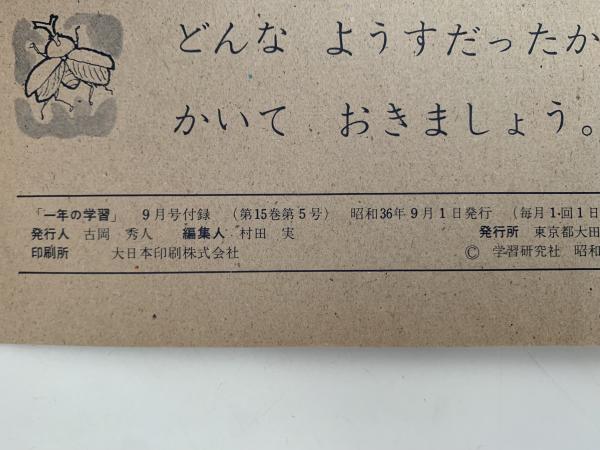 どんな ようすだったか
かいて おきましょう。
「一年の学習」 9月号付録 (第15巻第5号) 昭和36年9月1日発行 (毎月1回1日
発行人 古岡 秀人 編集人 村田 実 発行所 東京都大田
印刷所 大日本印刷株式会社 © 学習研究社 昭和